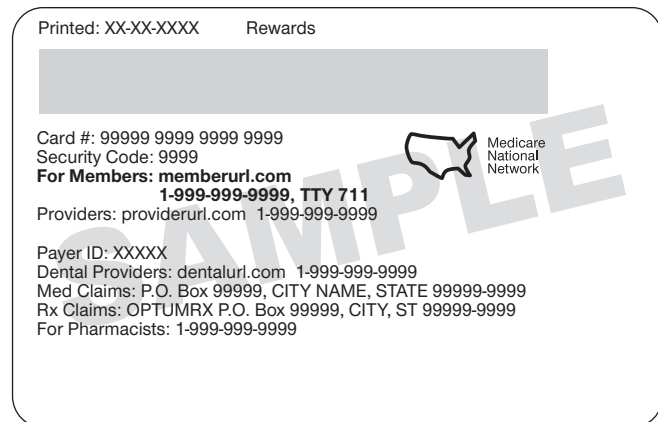 Printed: XX-XX-XXXX Rewards
Card #: 99999 9999 9999 9999
Security Code: 9999
Medicare
National
Network
For Members: memberurl.com
1-999-999-9999, TTY 711
Providers: providerurl.com 1-999-999-9999
Payer ID: XXXXX
Dental Providers: dentalurl.com 1-999-999-9999
Med Claims: P.O. Box 99999, CITY NAME, STATE 99999-9999
Rx Claims: OPTUMRX P.O. Box 99999, CITY, ST 99999-9999
For Pharmacists: 1-999-999-9999
SAMPLE